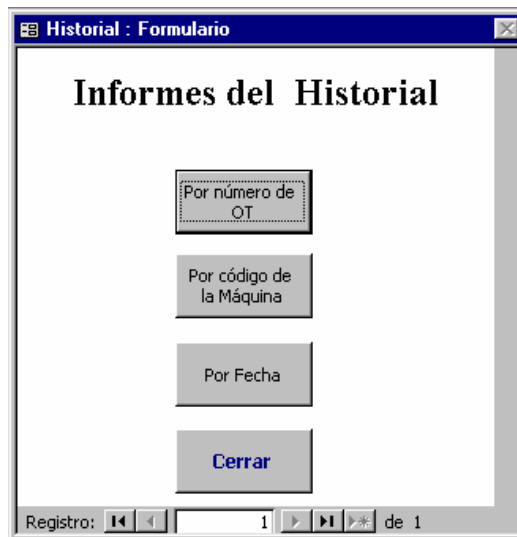 Historial : Formulario
Informes del Historial
Por número de
OT
Por código de
la Máquina
Por Fecha
Cerrar
Registro: 1 de 1